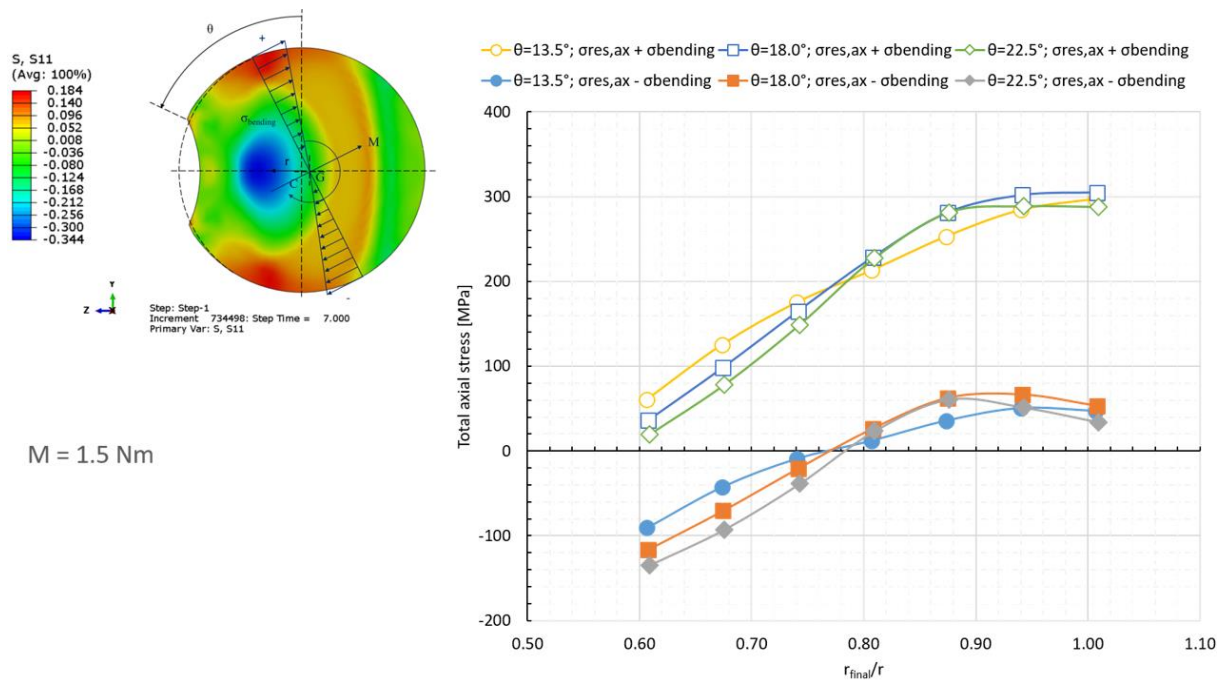 S, S11
(Avg: 100%)
0.184
0.140
0.096
0.052
0.008
-0.036
-0.080
-0.124
-0.168
-0.212
-0.256
-0.300
-0.344
θ
+
σbending
M
r
C
G
-
Y
Z
X
Step: Step-1
Increment 734498: Step Time = 7.000
Primary Var: S, S11
M = 1.5 Nm
θ=13.5°; σres,ax + σbending
θ=18.0°; σres,ax + σbending
θ=22.5°; σres,ax + σbending
θ=13.5°; σres,ax - σbending
θ=18.0°; σres,ax - σbending
θ=22.5°; σres,ax - σbending
Total axial stress [MPa]
400
300
200
100
0
-100
-200
0.50
0.60
0.70
0.80
0.90
1.00
1.10
rfinal/r